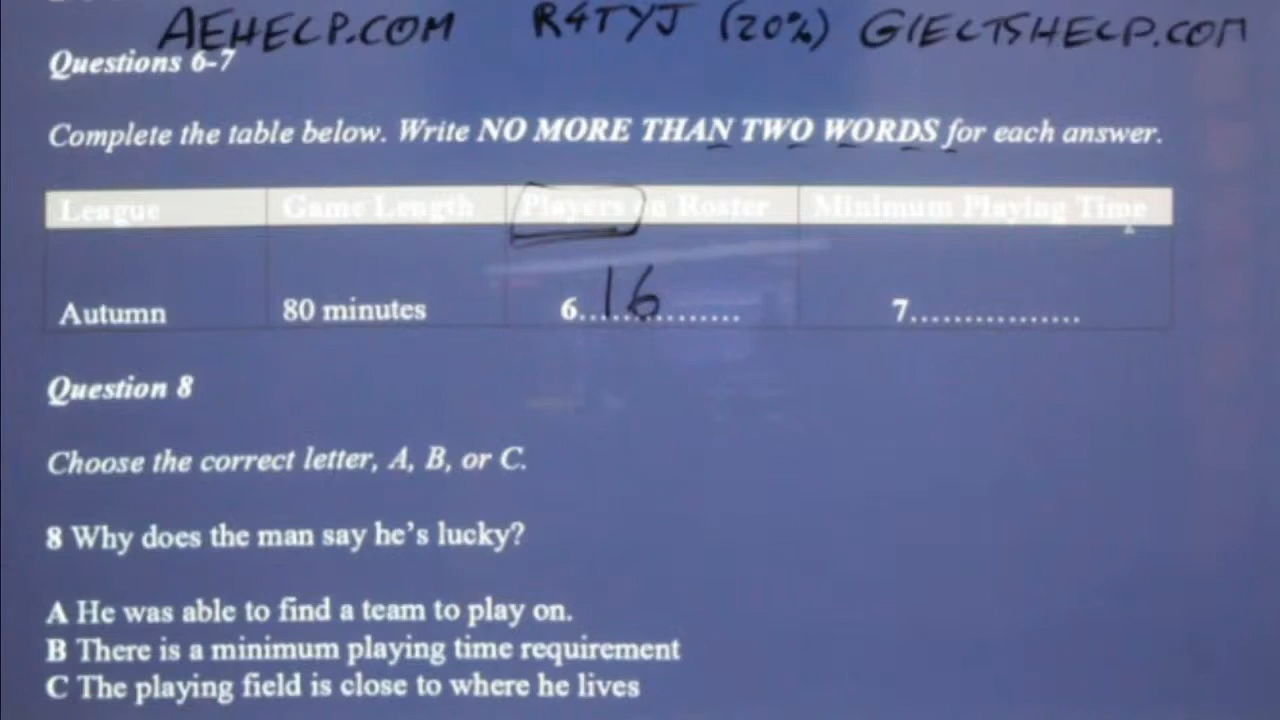 AEHELP.COM R4TYJ (20%) GIELTSHELP.COM
Questions 6-7
Complete the table below. Write NO MORE THAN TWO WORDS for each answer.
League Game Length Players on Roster Minimum Playing Time
Autumn 80 minutes 6..16............ 7................
Question 8
Choose the correct letter, A, B, or C.
8 Why does the man say he's lucky?
A He was able to find a team to play on.
B There is a minimum playing time requirement
C The playing field is close to where he lives